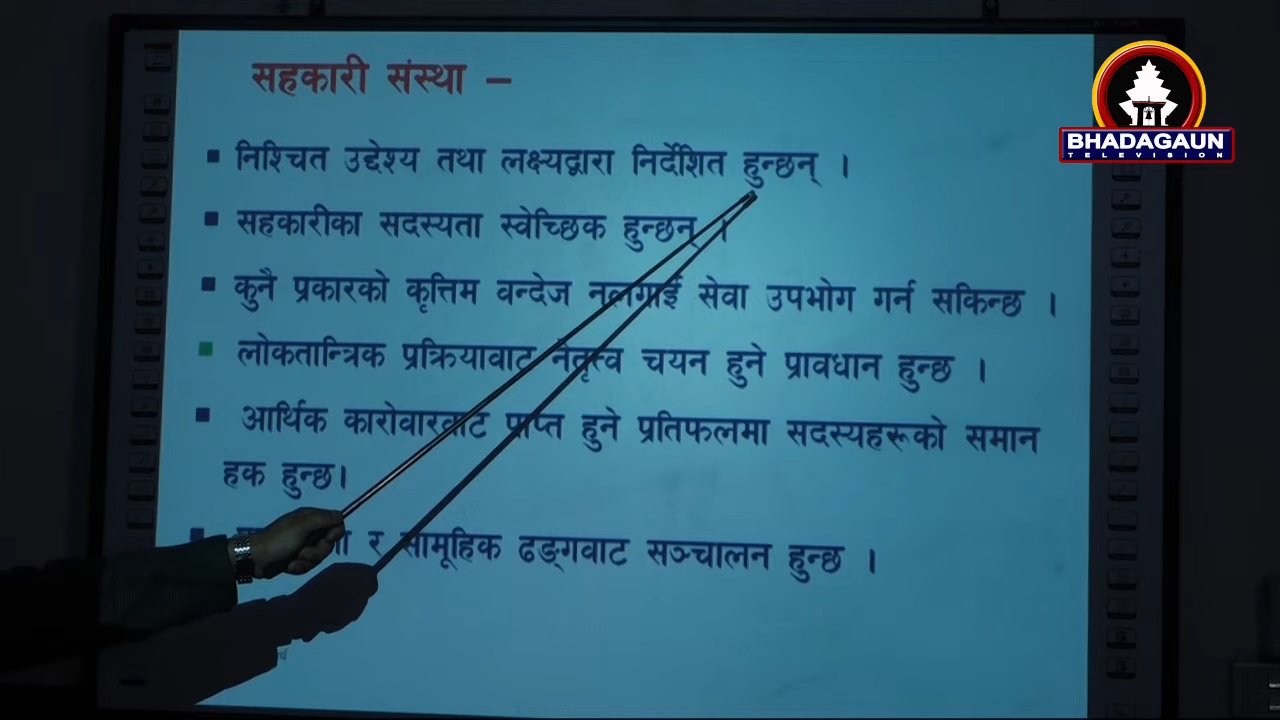 सहकारी संस्था –
BHADAGAUN
TELEVISION
निश्चित उद्देश्य तथा लक्ष्यद्वारा निर्देशित हुन्छन् ।
सहकारीका सदस्यता स्वेच्छिक हुन्छन् ।
कुनै प्रकारको कृत्तिम वन्देज नलगाई सेवा उपभोग गर्न सकिन्छ ।
लोकतान्त्रिक प्रक्रियावाट नेतृत्व चयन हुने प्रावधान हुन्छ ।
आर्थिक कारोवारवाट प्राप्त हुने प्रतिफलमा सदस्यहरूको समान
हक हुन्छ।
र सामूहिक ढङ्गवाट सञ्चालन हुन्छ ।